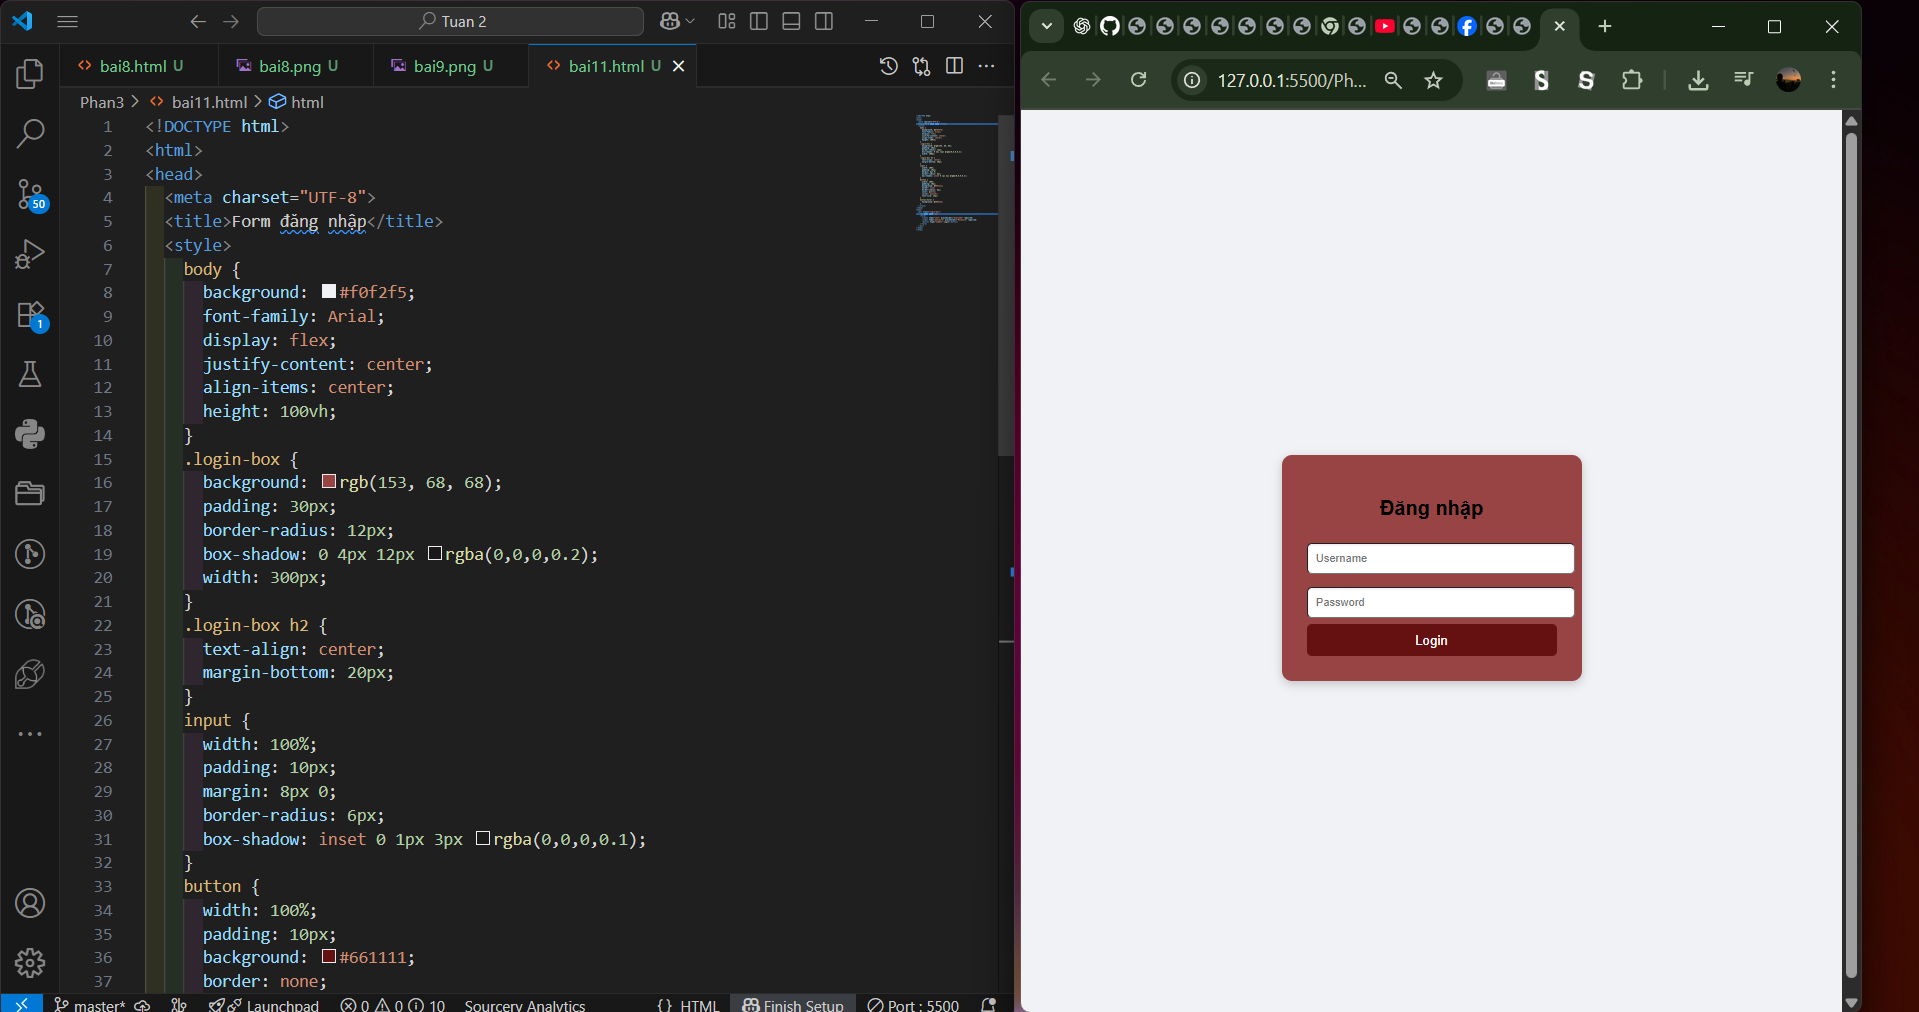 Tuan 2
bai8.html U
bai8.png U
bai9.png U
bai11.html U
Phan3 > bai11.html > html
1 <!DOCTYPE html>
2 <html>
3 <head>
4 <meta charset="UTF-8">
5 <title>Form đăng nhập</title>
6 <style>
7 body {
8 background: #f0f2f5;
9 font-family: Arial;
10 display: flex;
11 justify-content: center;
12 align-items: center;
13 height: 100vh;
14 }
15 .login-box {
16 background: rgb(153, 68, 68);
17 padding: 30px;
18 border-radius: 12px;
19 box-shadow: 0 4px 12px rgba(0,0,0,0.2);
20 width: 300px;
21 }
22 .login-box h2 {
23 text-align: center;
24 margin-bottom: 20px;
25 }
26 input {
27 width: 100%;
28 padding: 10px;
29 margin: 8px 0;
30 border-radius: 6px;
31 box-shadow: inset 0 1px 3px rgba(0,0,0,0.1);
32 }
33 button {
34 width: 100%;
35 padding: 10px;
36 background: #661111;
37 border: none;
50
1
master* Launchpad 0 0 10 Sourcery Analytics {} HTML Finish Setup Port : 5500
127.0.0.1:5500/Ph...
Đăng nhập
Username
Password
Login